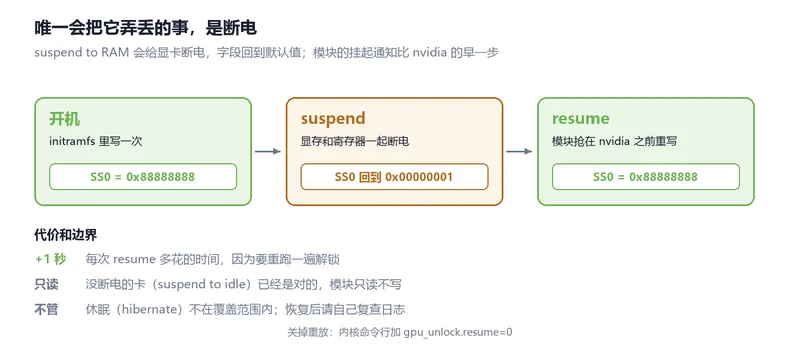 唯一会把它弄丢的事，是断电
suspend to RAM 会给显卡断电，字段回到默认值；模块的挂起通知比 nvidia 的早一步
开机
initramfs 里写一次
SS0 = 0x88888888
suspend
显存和寄存器一起断电
SS0 回到 0x00000001
resume
模块抢在 nvidia 之前重写
SS0 = 0x88888888
代价和边界
+1 秒 每次 resume 多花的时间，因为要重跑一遍解锁
只读 没断电的卡（suspend to idle）已经是对的，模块只读不写
不管 休眠（hibernate）不在覆盖范围内；恢复后请自己复查日志
关掉重放：内核命令行加 gpu_unlock.resume=0